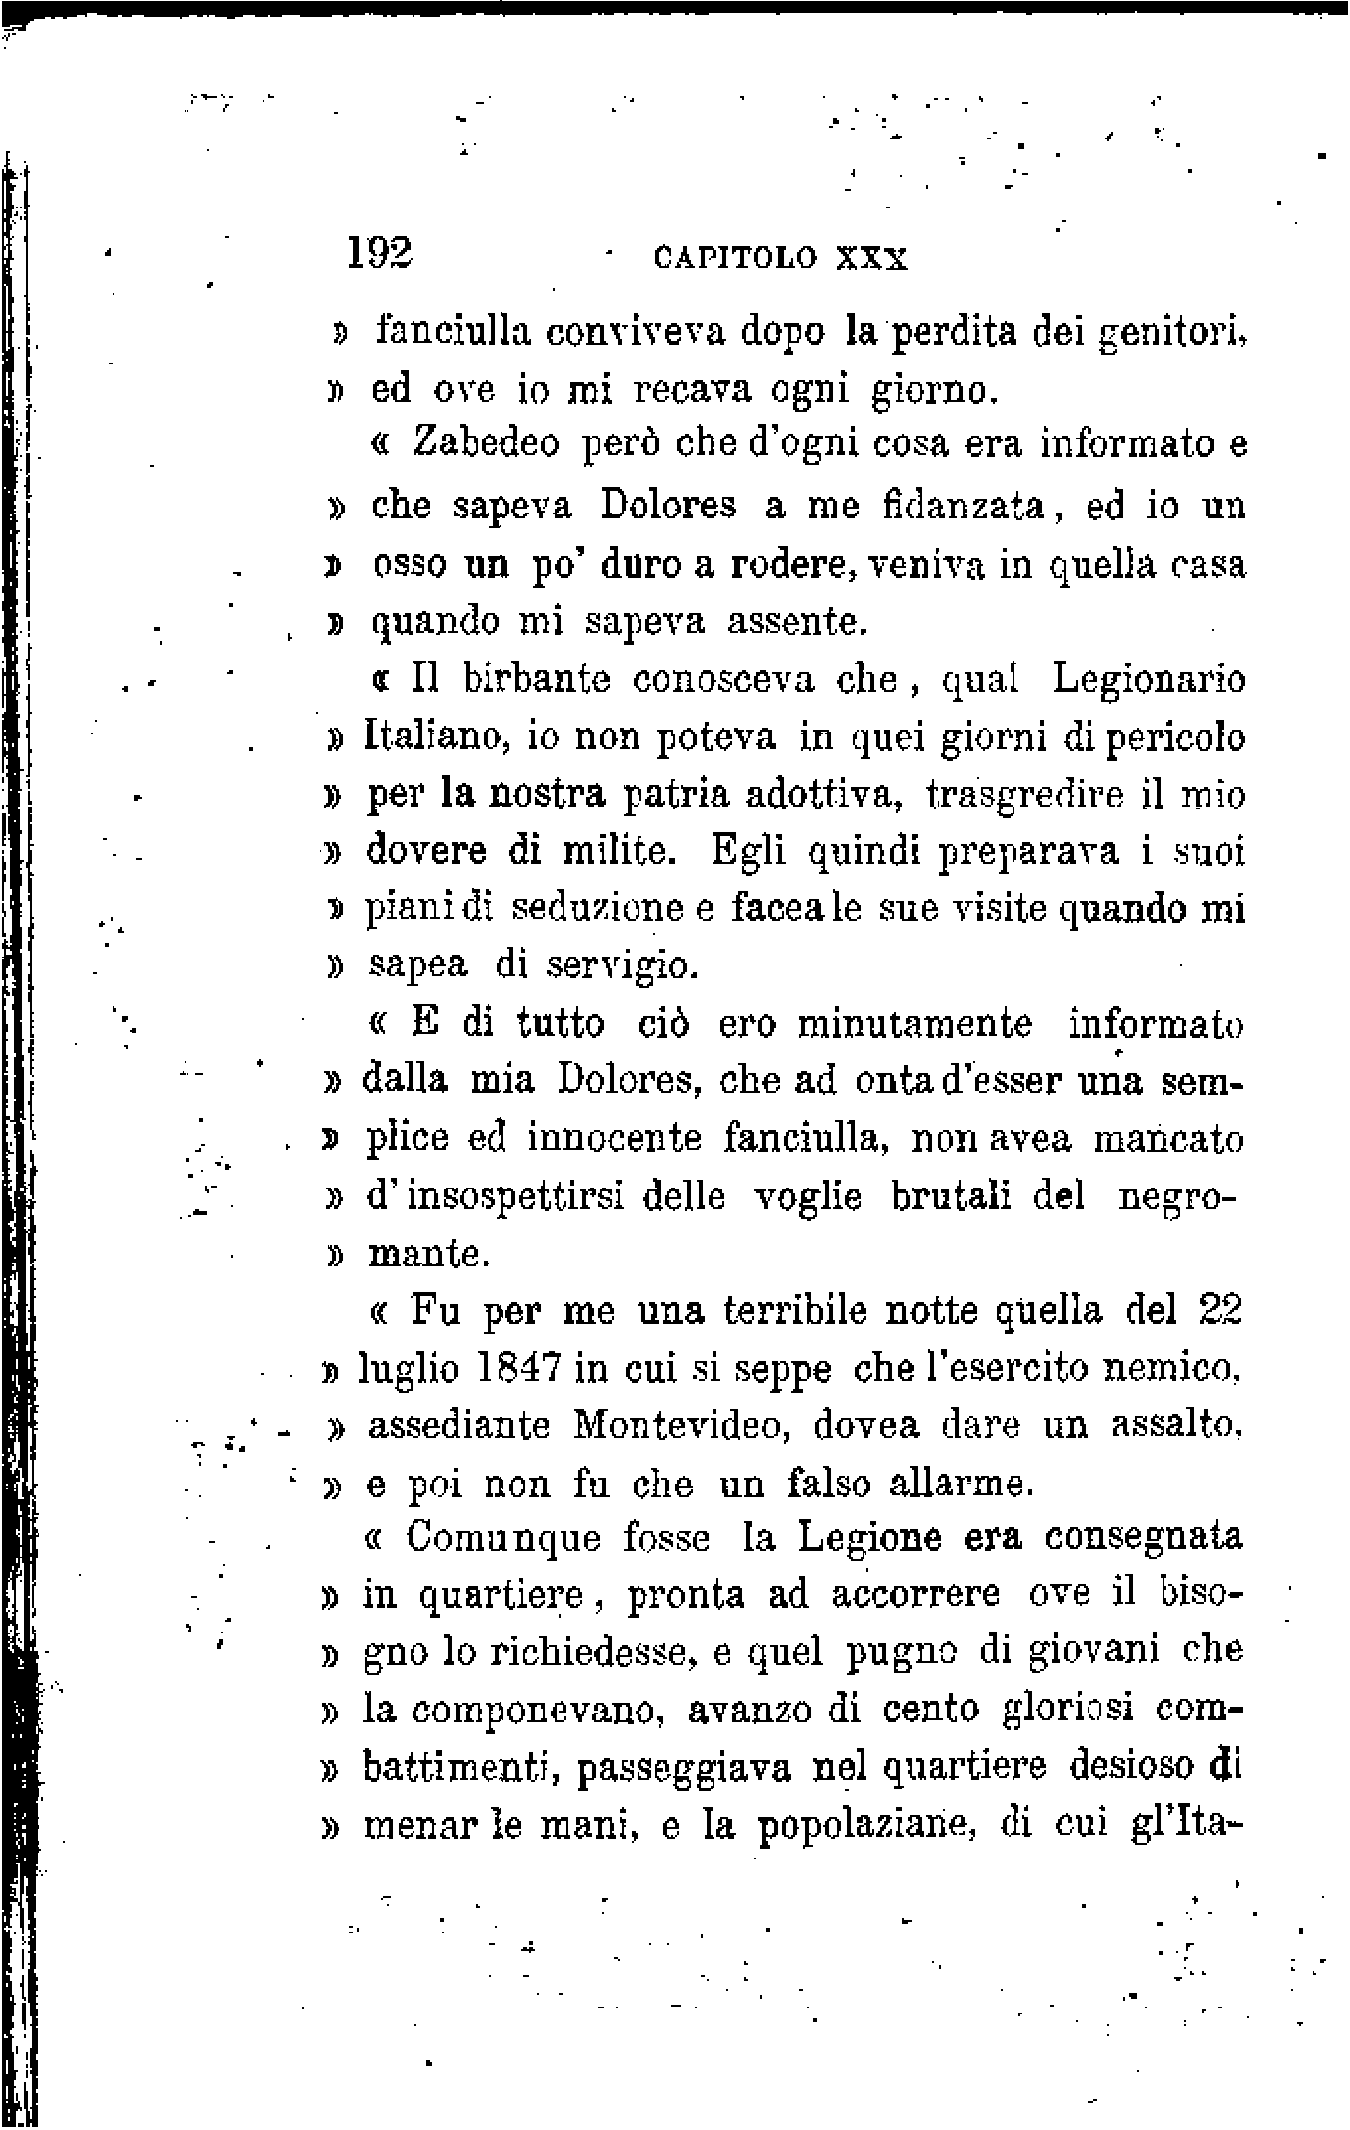 192 CAPITOLO XXX
» fanciulla conviveva dopo la perdita dei genitori,
» ed ove io mi recava ogni giorno.
« Zabedeo però che d'ogni cosa era informato e
» che sapeva Dolores a me fidanzata, ed io un
» osso un po' duro a rodere, veniva in quella casa
» quando mi sapeva assente.
« Il birbante conosceva che, qual Legionario
» Italiano, io non poteva in quei giorni di pericolo
» per la nostra patria adottiva, trasgredire il mio
» dovere di milite. Egli quindi preparava i suoi
» piani di seduzione e facea le sue visite quando mi
» sapea di servigio.
« E di tutto ciò ero minutamente informato
» dalla mia Dolores, che ad onta d'esser una sem-
» plice ed innocente fanciulla, non avea mancato
» d'insospettirsi delle voglie brutali del negro-
» mante.
« Fu per me una terribile notte quella del 22
» luglio 1847 in cui si seppe che l'esercito nemico,
» assediante Montevideo, dovea dare un assalto,
» e poi non fu che un falso allarme.
« Comunque fosse la Legione era consegnata
» in quartiere, pronta ad accorrere ove il biso-
» gno lo richiedesse, e quel pugno di giovani che
» la componevano, avanzo di cento gloriosi com-
» battimenti, passeggiava nel quartiere desioso di
» menar le mani, e la popolaziane, di cui gl'Ita-